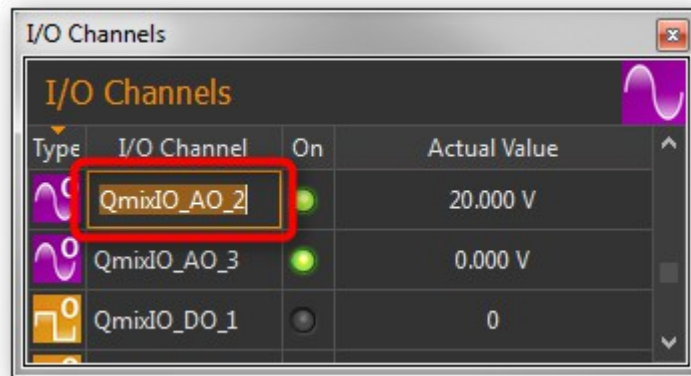 I/O Channels
I/O Channels
Type I/O Channel On Actual Value
O QmixIO_AO_2 20.000 V
O QmixIO_AO_3 0.000 V
O QmixIO_DO_1 0